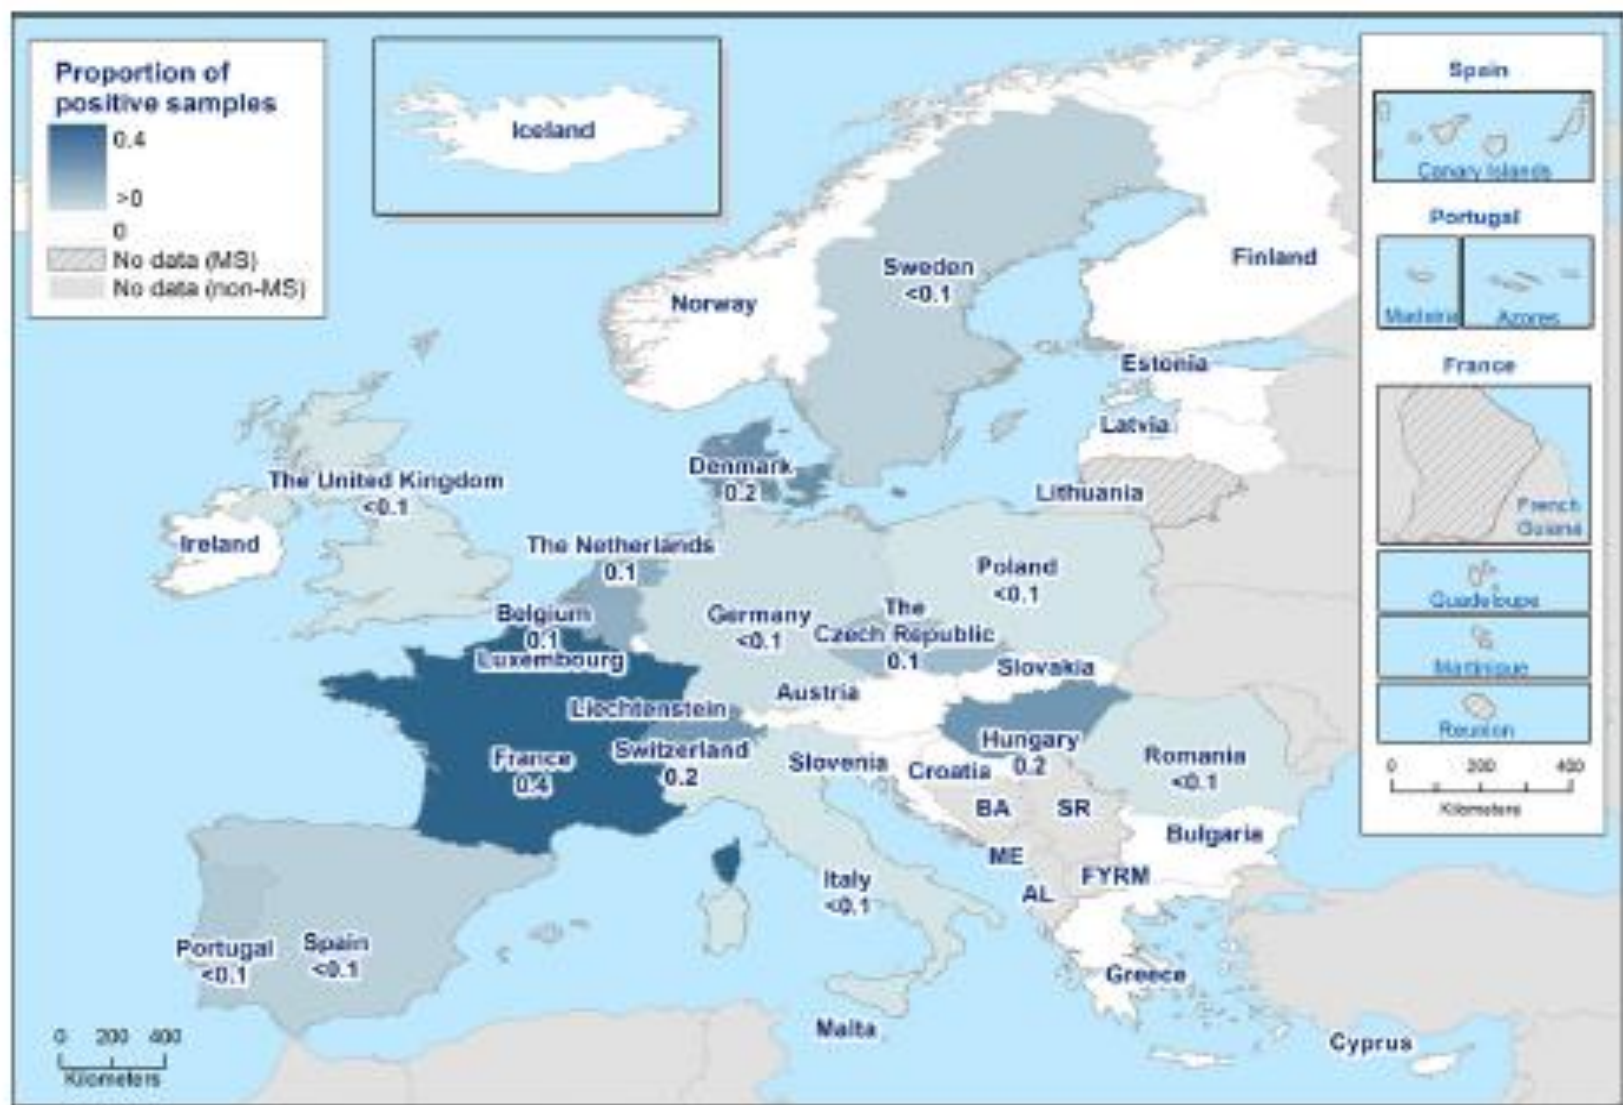 Proportion of
positive samples
0.4
>0
0
No data (MS)
No data (non-MS)
Iceland
Norway
Sweden
<0.1
Finland
Estonia
Latvia
Lithuania
Denmark
0.2
The United Kingdom
<0.1
Ireland
The Netherlands
0.1
Belgium
0.1
Luxembourg
Germany
<0.1
Poland
<0.1
The
Czech Republic
0.1
Slovakia
Austria
Liechtenstein
Switzerland
0.2
France
0.4
Slovenia
Croatia
Hungary
0.2
Romania
<0.1
BA
SR
Bulgaria
ME
FYRM
AL
Italy
<0.1
Portugal
<0.1
Spain
<0.1
Greece
Malta
Cyprus
0 200 400
Kilometers
Spain
Canary Islands
Portugal
Madeira
Azores
France
French
Guiana
Guadeloupe
Martinique
Reunion
0 200 400
Kilometers